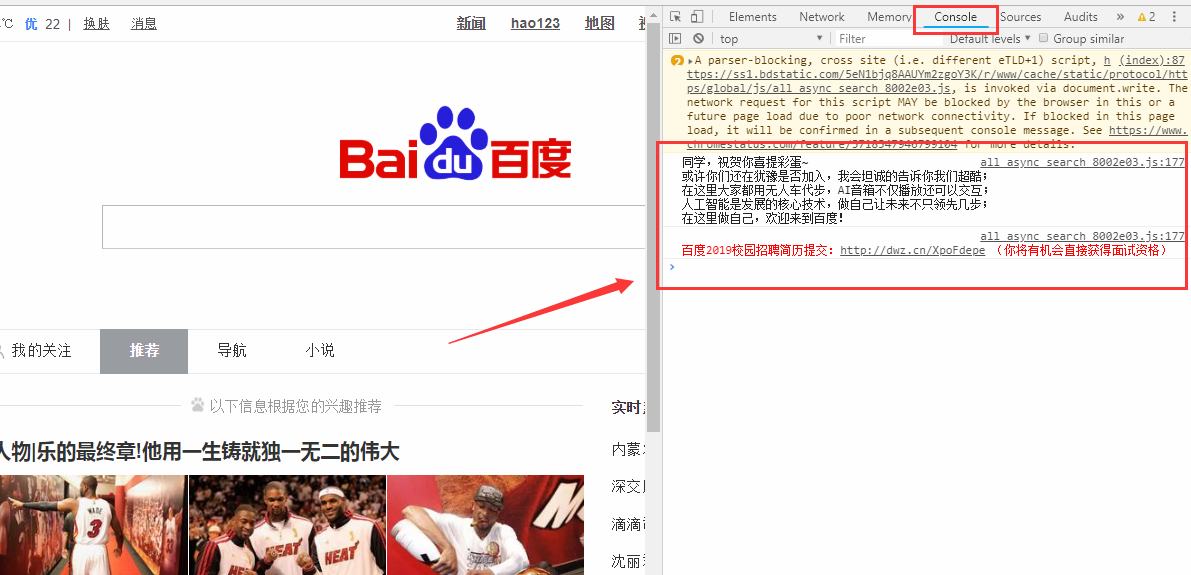 ℃ 优 22 | 换肤 消息 新闻 hao123 地图
Bai du 百度
我的关注 推荐 导航 小说
以下信息根据您的兴趣推荐
人物|乐的最终章!他用一生铸就独一无二的伟大
WADE
3
HEAT
HEAT
实时
内蒙
深交
滴滴
沈丽
Elements Network Memory Console Sources Audits » 2
top Filter Default levels Group similar
2 A parser-blocking, cross site (i.e. different eTLD+1) script, h (index):87
ttps://ss1.bdstatic.com/5eN1bjq8AAUYm2zgoY3K/r/www/cache/static/protocol/htt
ps/global/js/all_async_search_8002e03.js, is invoked via document.write. The
network request for this script MAY be blocked by the browser in this or a
future page load due to poor network connectivity. If blocked in this page
load, it will be confirmed in a subsequent console message. See https://www.
chromestatus.com/feature/5718547946799104 for more details.
同学，祝贺你喜提彩蛋~ all_async_search_8002e03.js:177
或许你们还在犹豫是否加入，我会坦诚的告诉你我们超酷；
在这里大家都用无人车代步，AI音箱不仅播放还可以交互；
人工智能是发展的核心技术，做自己让未来不只领先几步；
在这里做自己，欢迎来到百度！
all_async_search_8002e03.js:177
百度2019校园招聘简历提交：http://dwz.cn/XpoFdepe （你将有机会直接获得面试资格）